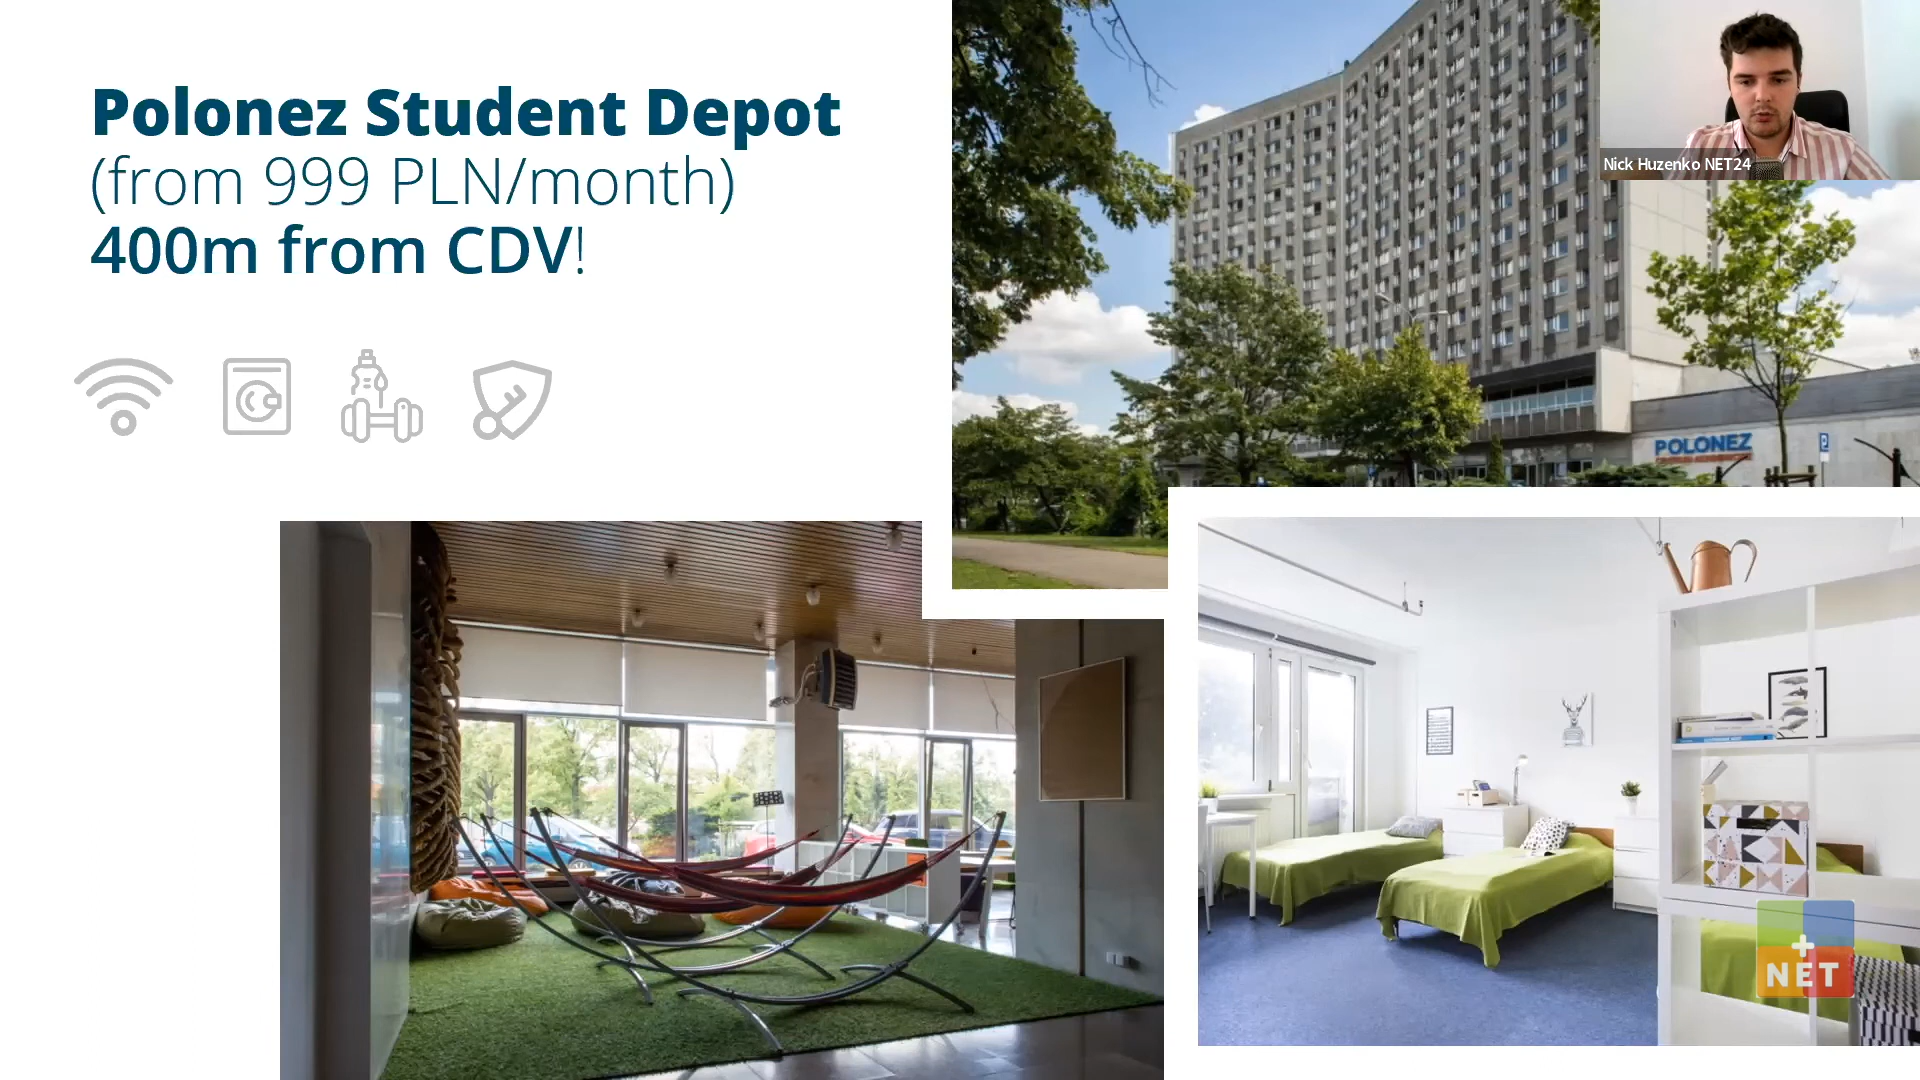 Polonez Student Depot
(from 999 PLN/month)
400m from CDV!
Nick Huzenko NET24
POLONEZ
NET